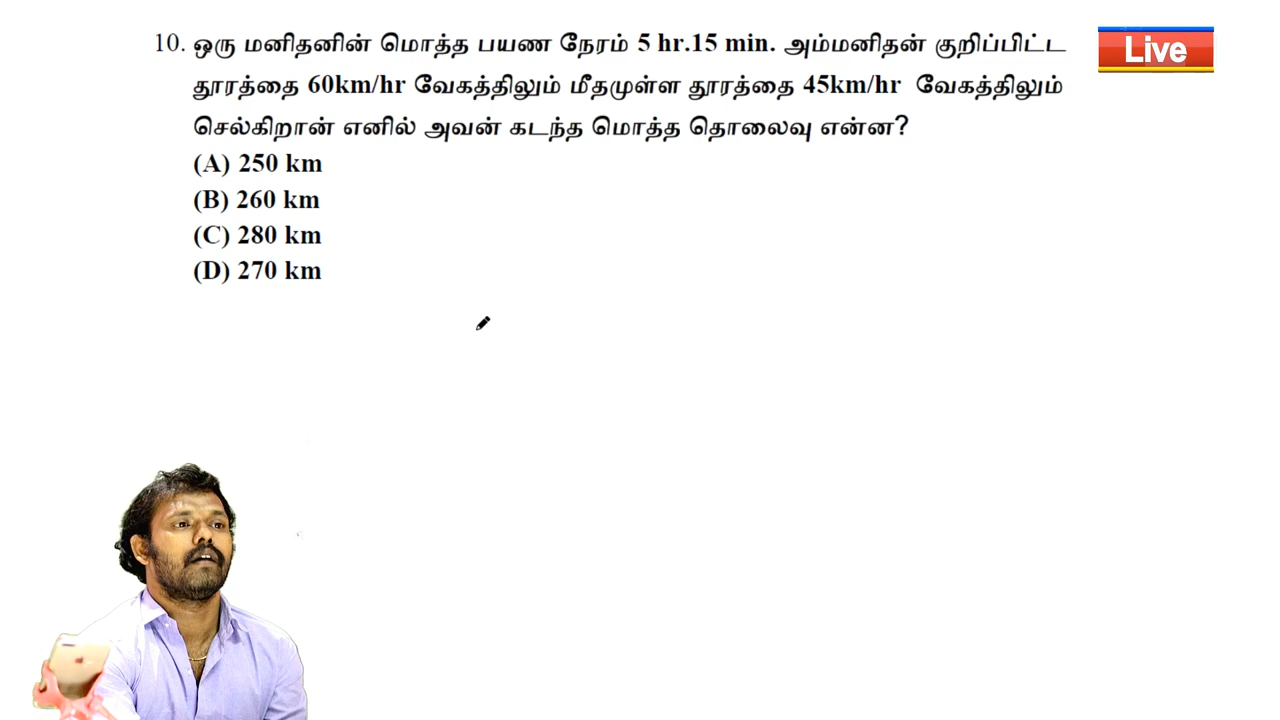 10. ஒரு மனிதனின் மொத்த பயண நேரம் 5 hr.15 min. அம்மனிதன் குறிப்பிட்ட
தூரத்தை 60km/hr வேகத்திலும் மீதமுள்ள தூரத்தை 45km/hr வேகத்திலும்
செல்கிறான் எனில் அவன் கடந்த மொத்த தொலைவு என்ன?
(A) 250 km
(B) 260 km
(C) 280 km
(D) 270 km
Live